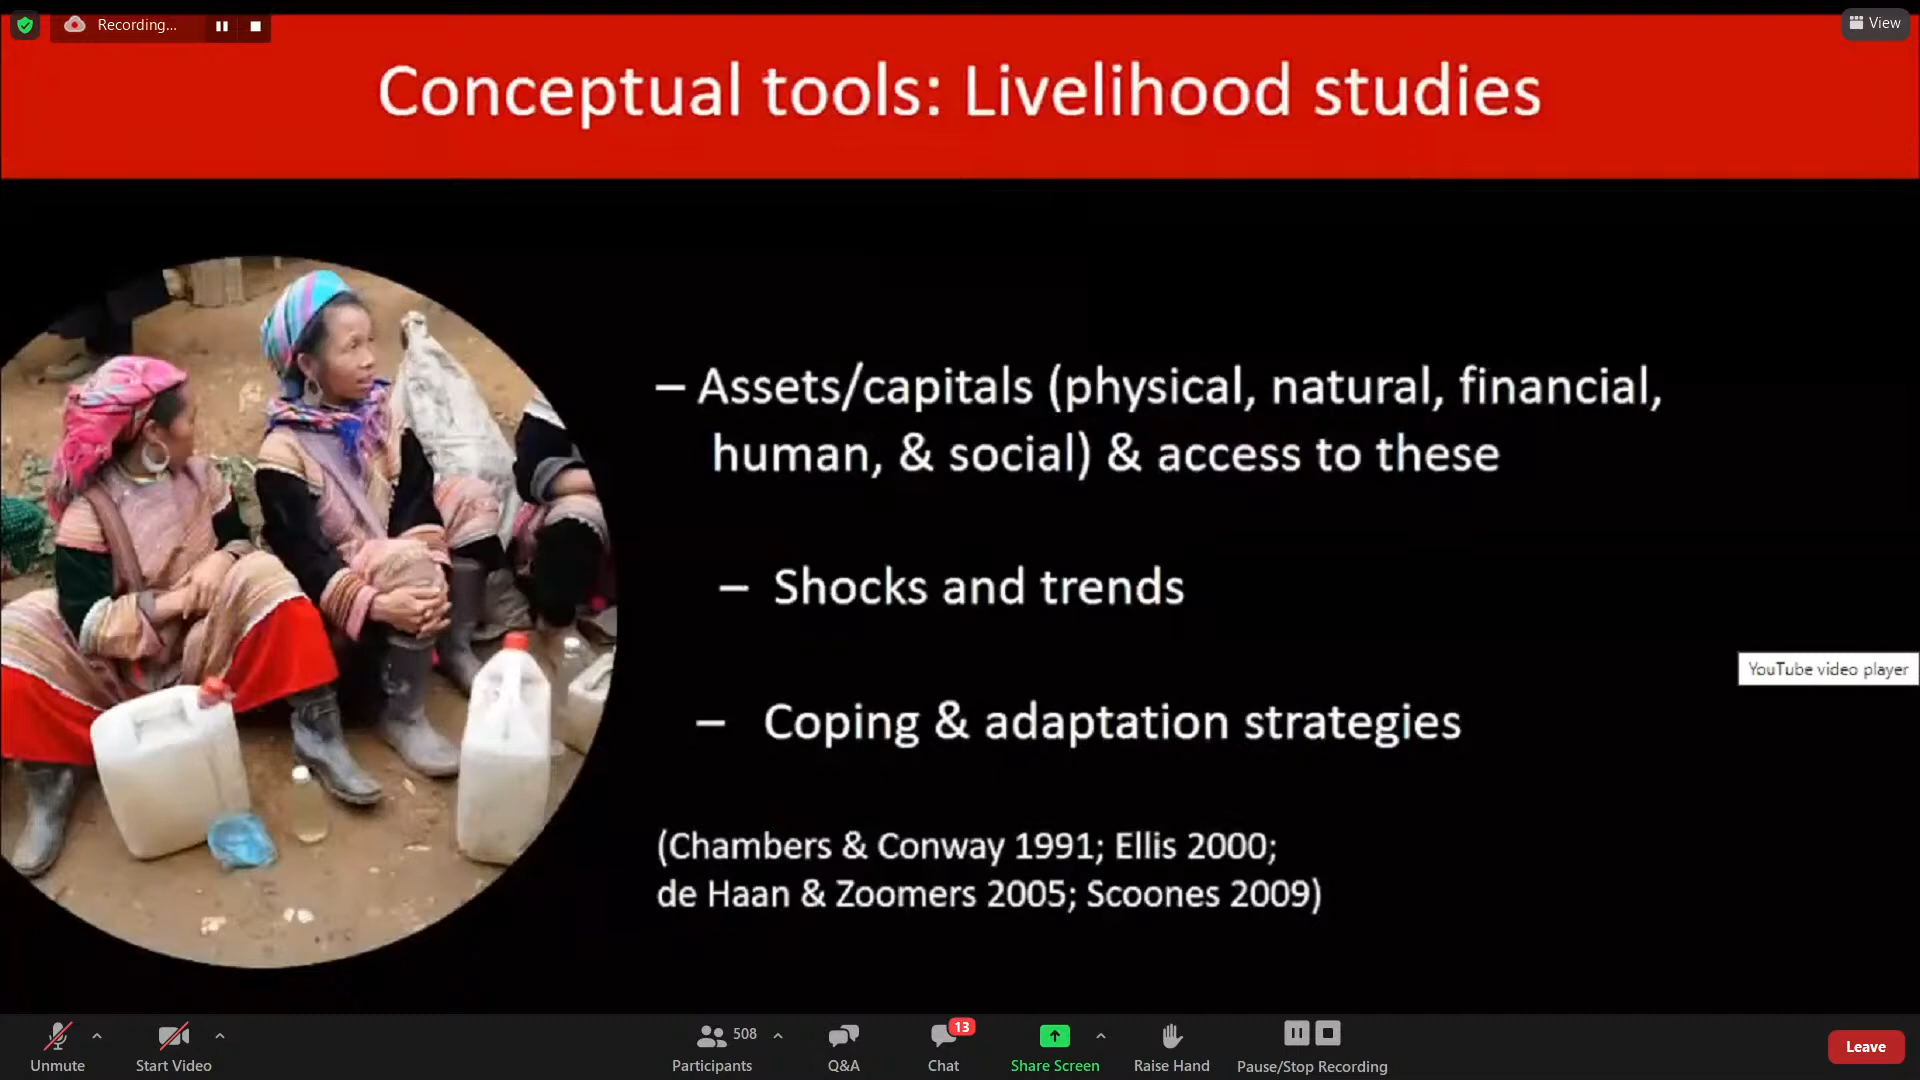 Recording...
View
Conceptual tools: Livelihood studies
– Assets/capitals (physical, natural, financial,
human, & social) & access to these
– Shocks and trends
YouTube video player
– Coping & adaptation strategies
(Chambers & Conway 1991; Ellis 2000;
de Haan & Zoomers 2005; Scoones 2009)
Unmute
Start Video
508
Participants
Q&A
13
Chat
Share Screen
Raise Hand
Pause/Stop Recording
Leave